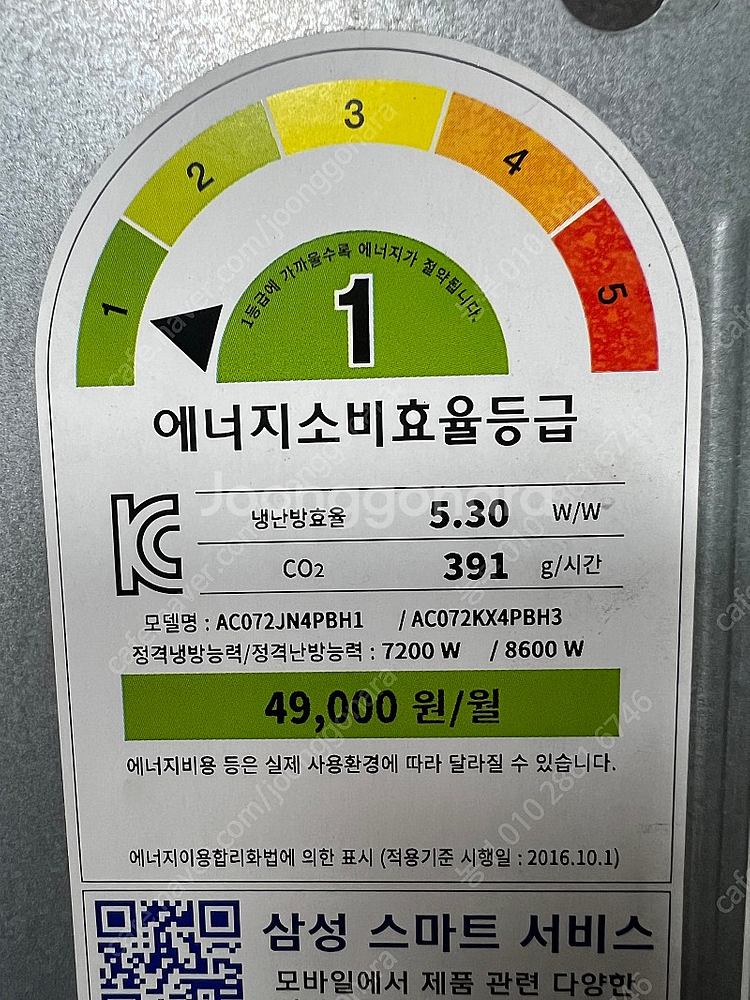 1
2
3
4
5
1등급에 가까울수록 에너지가 절약됩니다.
1
에너지소비효율등급
냉난방효율 5.30 W/W
CO2 391 g/시간
모델명 : AC072JN4PBH1 / AC072KX4PBH3
정격냉방능력/정격난방능력 : 7200 W / 8600 W
49,000 원/월
에너지비용 등은 실제 사용환경에 따라 달라질 수 있습니다.
에너지이용합리화법에 의한 표시 (적용기준 시행일 : 2016.10.1)
삼성 스마트 서비스
모바일에서 제품 관련 다양한
Joonggonara
cafe.naver.com/joonggonara